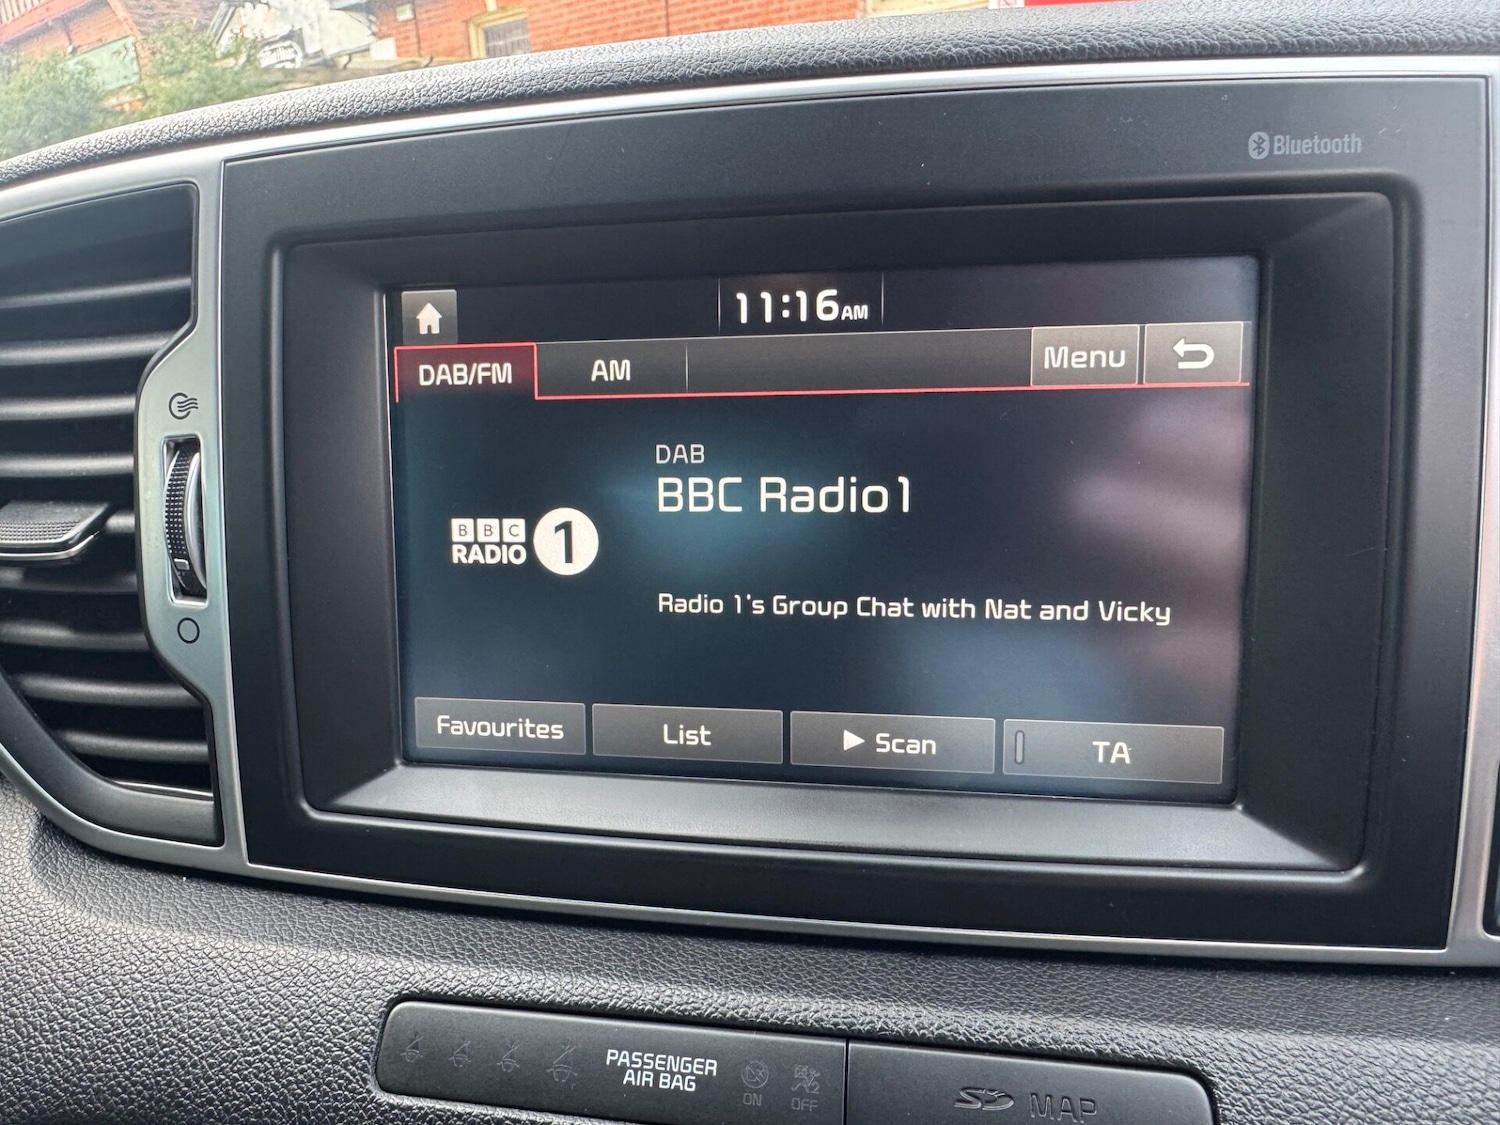 Bluetooth
11:16AM
DAB/FM AM Menu
DAB
BBC Radio1
BBC
RADIO 1
Radio 1's Group Chat with Nat and Vicky
Favourites List Scan TA
PASSENGER
AIR BAG
ON OFF
SD MAP